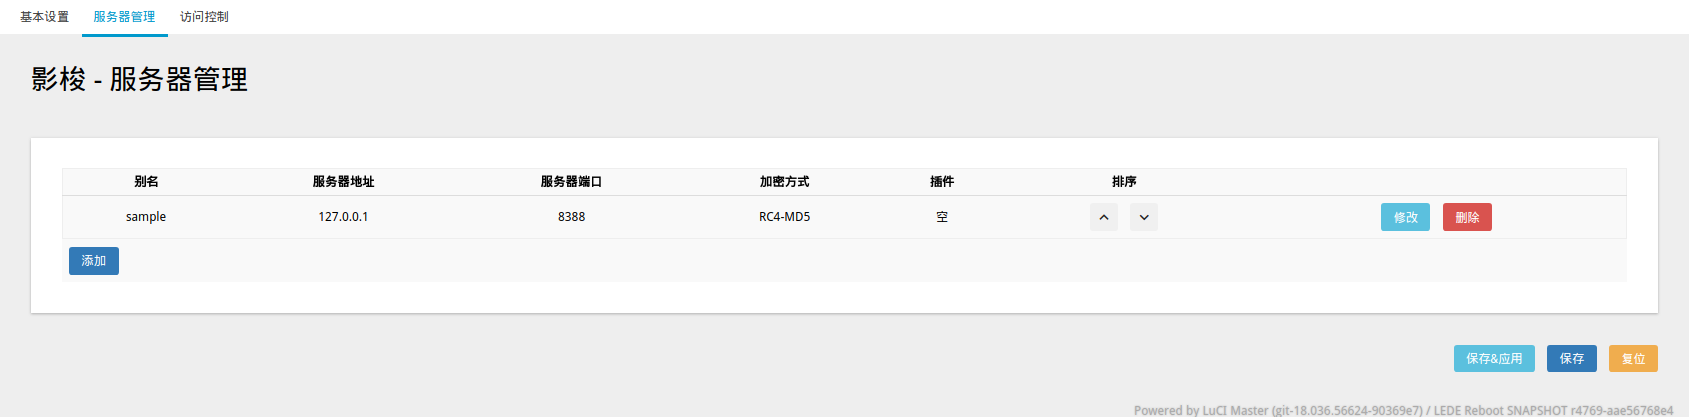 基本设置 服务器管理 访问控制
影梭 - 服务器管理
别名 服务器地址 服务器端口 加密方式 插件 排序
sample 127.0.0.1 8388 RC4-MD5 空 修改 删除
添加
保存&应用 保存 复位
Powered by LuCI Master (git-18.036.56624-90369e7) / LEDE Reboot SNAPSHOT r4769-aae56768e4